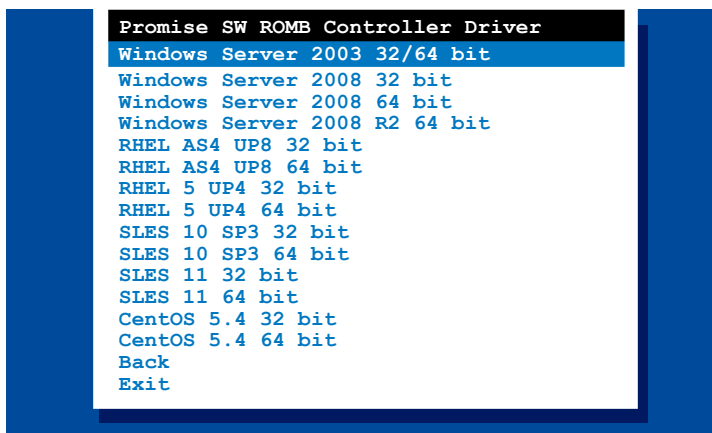 Promise SW ROMB Controller Driver
Windows Server 2003 32/64 bit
Windows Server 2008 32 bit
Windows Server 2008 64 bit
Windows Server 2008 R2 64 bit
RHEL AS4 UP8 32 bit
RHEL AS4 UP8 64 bit
RHEL 5 UP4 32 bit
RHEL 5 UP4 64 bit
SLES 10 SP3 32 bit
SLES 10 SP3 64 bit
SLES 11 32 bit
SLES 11 64 bit
CentOS 5.4 32 bit
CentOS 5.4 64 bit
Back
Exit